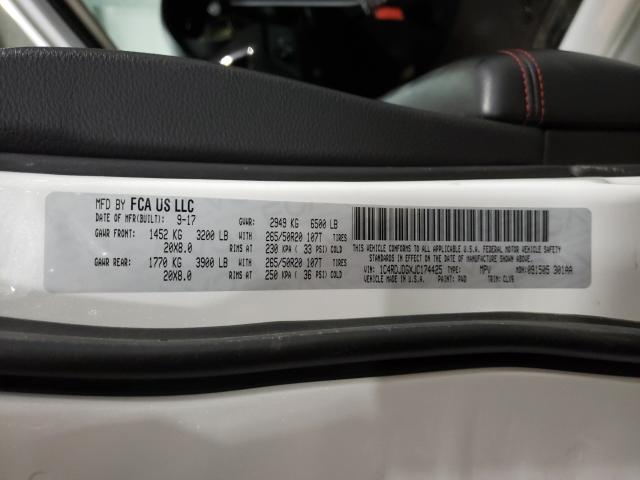 MFD BY FCA US LLC
DATE OF MFR(BUILT): 9-17 GVWR: 2949 KG 6500 LB
GAWR FRONT: 1452 KG 3200 LB WITH 265/50R20 107T TIRES
20X8.0 RIMS AT 230 KPA ( 33 PSI) COLD
GAWR REAR: 1770 KG 3900 LB WITH 265/50R20 107T TIRES
20X8.0 RIMS AT 250 KPA ( 36 PSI) COLD
THIS VEHICLE CONFORMS TO ALL APPLICABLE U.S.A. FEDERAL MOTOR VEHICLE SAFETY
STANDARDS IN EFFECT ON THE DATE OF MANUFACTURE SHOWN ABOVE.
VIN: 1C4RDJDGXJC174425 TYPE: MPV MDH: 091505 301AA
VEHICLE MADE IN U.S.A. PAINT: PW7 TRIM: